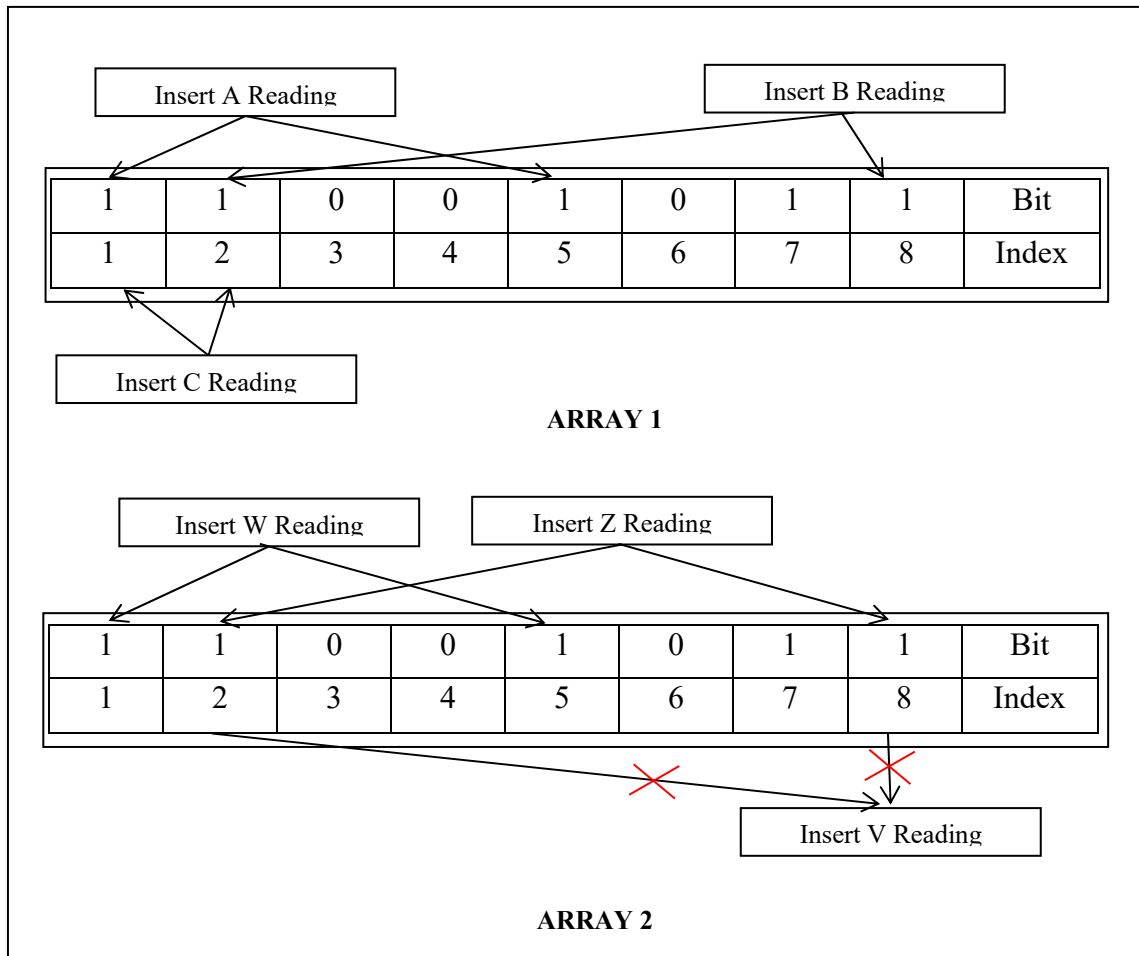 Insert A Reading Insert B Reading
1 1 0 0 1 0 1 1 Bit
1 2 3 4 5 6 7 8 Index
Insert C Reading
ARRAY 1
Insert W Reading Insert Z Reading
1 1 0 0 1 0 1 1 Bit
1 2 3 4 5 6 7 8 Index
Insert V Reading
ARRAY 2